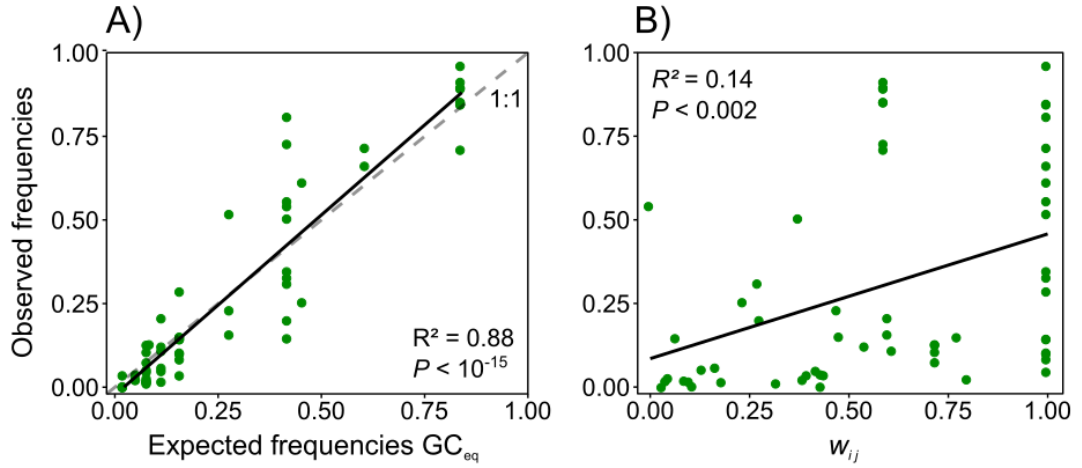 A)
Observed frequencies
1.00
0.75
0.50
0.25
0.00
1:1
R² = 0.88
P < 10⁻¹⁵
0.00 0.25 0.50 0.75 1.00
Expected frequencies GCeq
B)
1.00
0.75
0.50
0.25
0.00
R² = 0.14
P < 0.002
0.00 0.25 0.50 0.75 1.00
wij